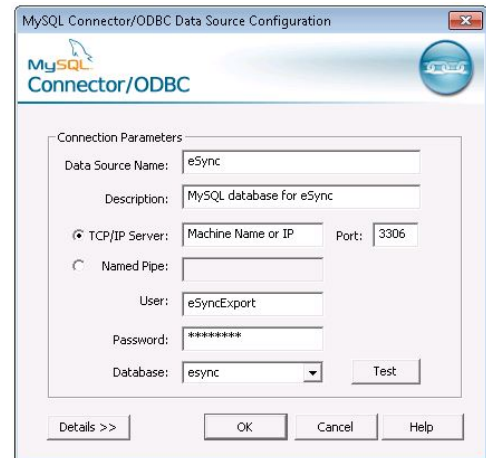 MySQL Connector/ODBC Data Source Configuration
MySQL
Connector/ODBC
Connection Parameters
Data Source Name: eSync
Description: MySQL database for eSync
TCP/IP Server: Machine Name or IP Port: 3306
Named Pipe:
User: eSyncExport
Password: ********
Database: esync Test
Details >> OK Cancel Help